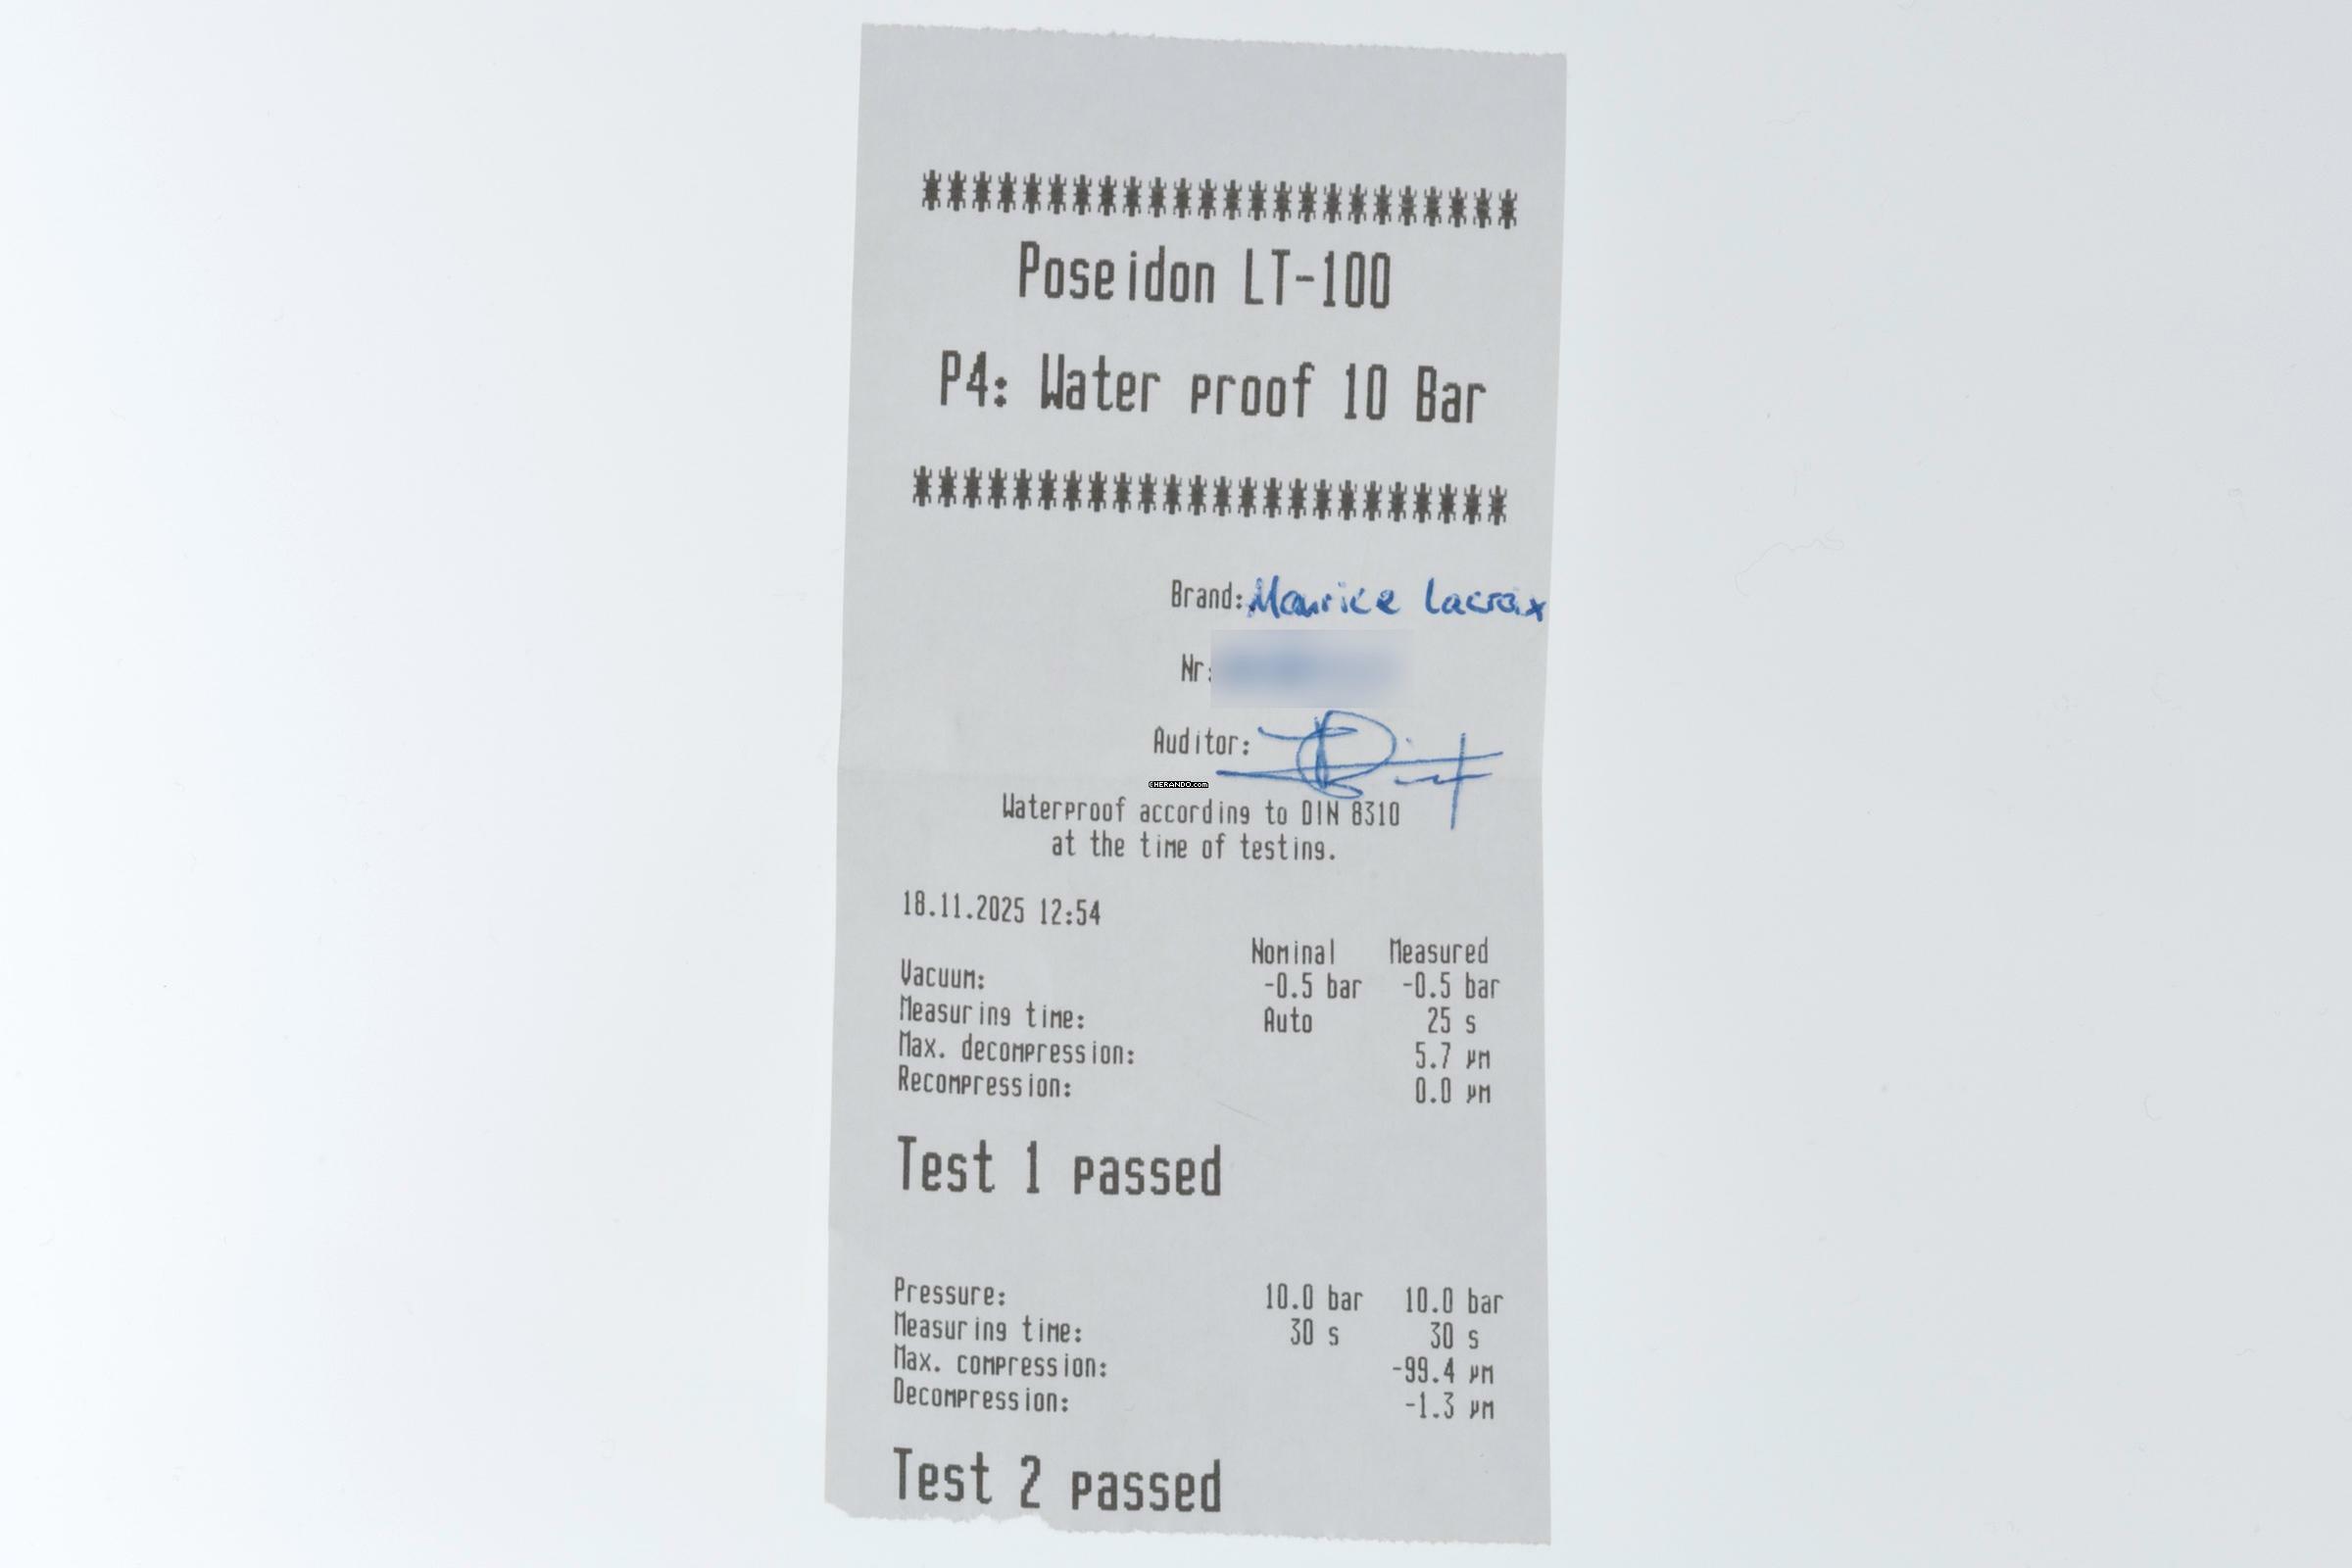 ************************
Poseidon LT-100
P4: Water proof 10 Bar
************************
Brand: Maurice Lacroix
Nr:
Auditor:
CHERANDO.com
Waterproof according to DIN 8310
at the time of testing.
18.11.2025 12:54
Nominal Measured
Vacuum: -0.5 bar -0.5 bar
Measuring time: Auto 25 s
Max. decompression: 5.7 µm
Recompression: 0.0 µm
Test 1 passed
Pressure: 10.0 bar 10.0 bar
Measuring time: 30 s 30 s
Max. compression: -99.4 µm
Decompression: -1.3 µm
Test 2 passed